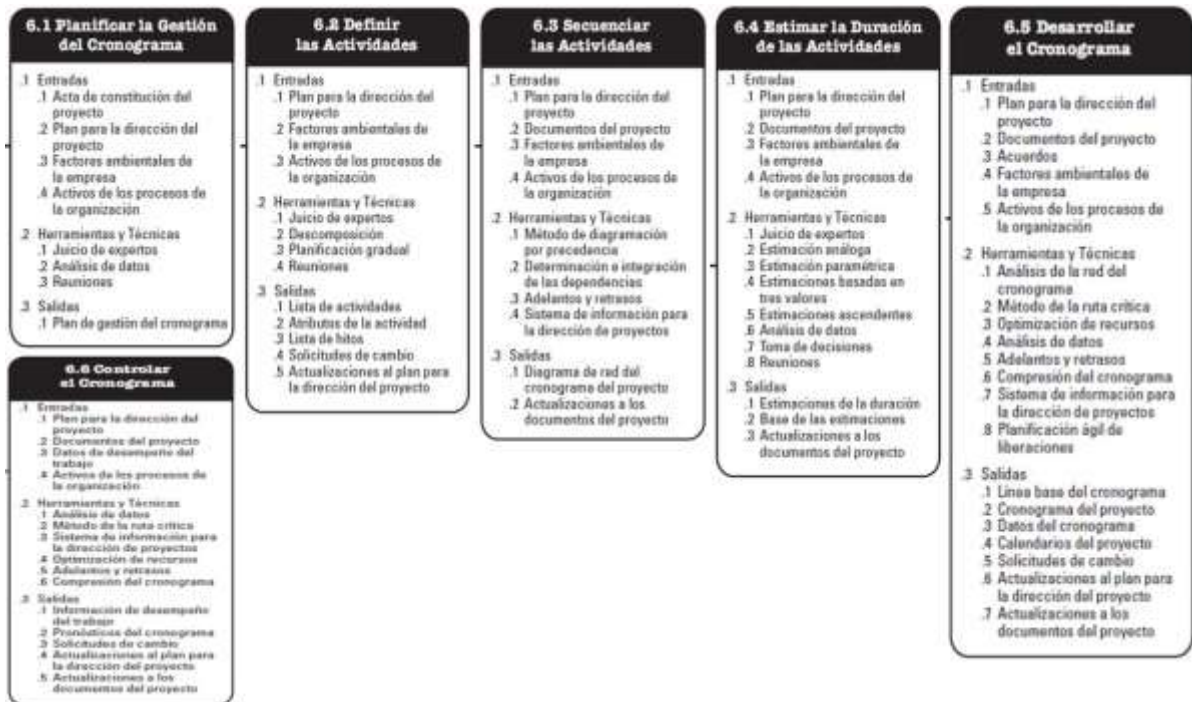 6.1 Planificar la Gestión
del Cronograma
.1 Entradas
.1 Acta de constitución del
proyecto
.2 Plan para la dirección del
proyecto
.3 Factores ambientales de
la empresa
.4 Activos de los procesos de
la organización
.2 Herramientas y Técnicas
.1 Juicio de expertos
.2 Análisis de datos
.3 Reuniones
.3 Salidas
.1 Plan de gestión del cronograma
6.2 Definir
las Actividades
.1 Entradas
.1 Plan para la dirección del
proyecto
.2 Factores ambientales de
la empresa
.3 Activos de los procesos de
la organización
.2 Herramientas y Técnicas
.1 Juicio de expertos
.2 Descomposición
.3 Planificación gradual
.4 Reuniones
.3 Salidas
.1 Lista de actividades
.2 Atributos de la actividad
.3 Lista de hitos
.4 Solicitudes de cambio
.5 Actualizaciones al plan para
la dirección del proyecto
6.3 Secuenciar
las Actividades
.1 Entradas
.1 Plan para la dirección del
proyecto
.2 Documentos del proyecto
.3 Factores ambientales de
la empresa
.4 Activos de los procesos de
la organización
.2 Herramientas y Técnicas
.1 Método de diagramación
por precedencia
.2 Determinación e integración
de las dependencias
.3 Adelantos y retrasos
.4 Sistema de información para
la dirección de proyectos
.3 Salidas
.1 Diagrama de red del
cronograma del proyecto
.2 Actualizaciones a los
documentos del proyecto
6.4 Estimar la Duración
de las Actividades
.1 Entradas
.1 Plan para la dirección del
proyecto
.2 Documentos del proyecto
.3 Factores ambientales de
la empresa
.4 Activos de los procesos de
la organización
.2 Herramientas y Técnicas
.1 Juicio de expertos
.2 Estimación análoga
.3 Estimación paramétrica
.4 Estimaciones basadas en
tres valores
.5 Estimaciones ascendentes
.6 Análisis de datos
.7 Toma de decisiones
.8 Reuniones
.3 Salidas
.1 Estimaciones de la duración
.2 Base de las estimaciones
.3 Actualizaciones a los
documentos del proyecto
6.5 Desarrollar
el Cronograma
.1 Entradas
.1 Plan para la dirección del
proyecto
.2 Documentos del proyecto
.3 Acuerdos
.4 Factores ambientales de
la empresa
.5 Activos de los procesos de
la organización
.2 Herramientas y Técnicas
.1 Análisis de la red del
cronograma
.2 Método de la ruta crítica
.3 Optimización de recursos
.4 Análisis de datos
.5 Adelantos y retrasos
.6 Compresión del cronograma
.7 Sistema de información para
la dirección de proyectos
.8 Planificación ágil de
liberaciones
.3 Salidas
.1 Línea base del cronograma
.2 Cronograma del proyecto
.3 Datos del cronograma
.4 Calendarios del proyecto
.5 Solicitudes de cambio
.6 Actualizaciones al plan para
la dirección del proyecto
.7 Actualizaciones a los
documentos del proyecto
6.6 Controlar
el Cronograma
.1 Entradas
.1 Plan para la dirección del
proyecto
.2 Documentos del proyecto
.3 Datos de desempeño del
trabajo
.4 Activos de los procesos de
la organización
.2 Herramientas y Técnicas
.1 Análisis de datos
.2 Método de la ruta crítica
.3 Sistema de información para
la dirección de proyectos
.4 Optimización de recursos
.5 Adelantos y retrasos
.6 Compresión del cronograma
.3 Salidas
.1 Información de desempeño
del trabajo
.2 Pronósticos del cronograma
.3 Solicitudes de cambio
.4 Actualizaciones al plan para
la dirección del proyecto
.5 Actualizaciones a los
documentos del proyecto